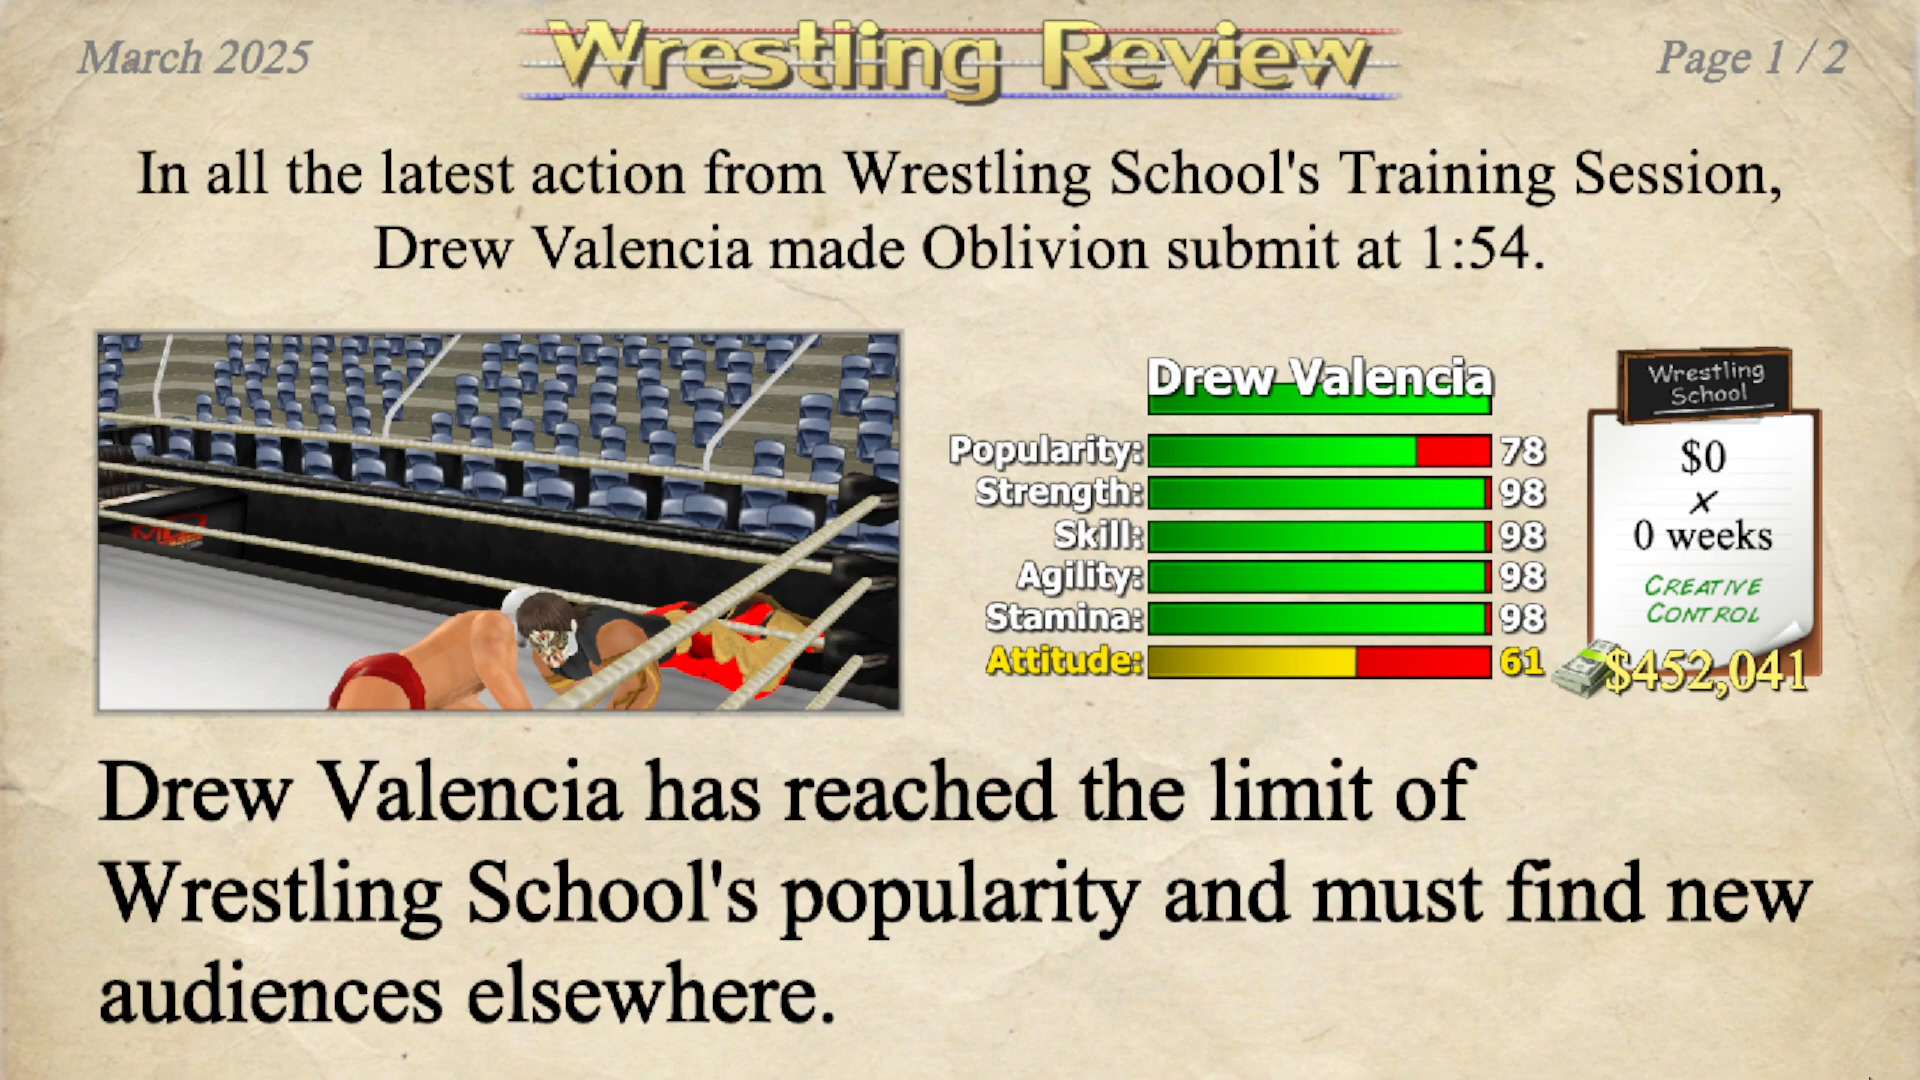 March 2025
Wrestling Review
Page 1 / 2
In all the latest action from Wrestling School's Training Session,
Drew Valencia made Oblivion submit at 1:54.
Drew Valencia
Popularity: 78
Strength: 98
Skill: 98
Agility: 98
Stamina: 98
Attitude: 61
Wrestling
School
$0
x
0 weeks
CREATIVE
CONTROL
$452,041
Drew Valencia has reached the limit of
Wrestling School's popularity and must find new
audiences elsewhere.